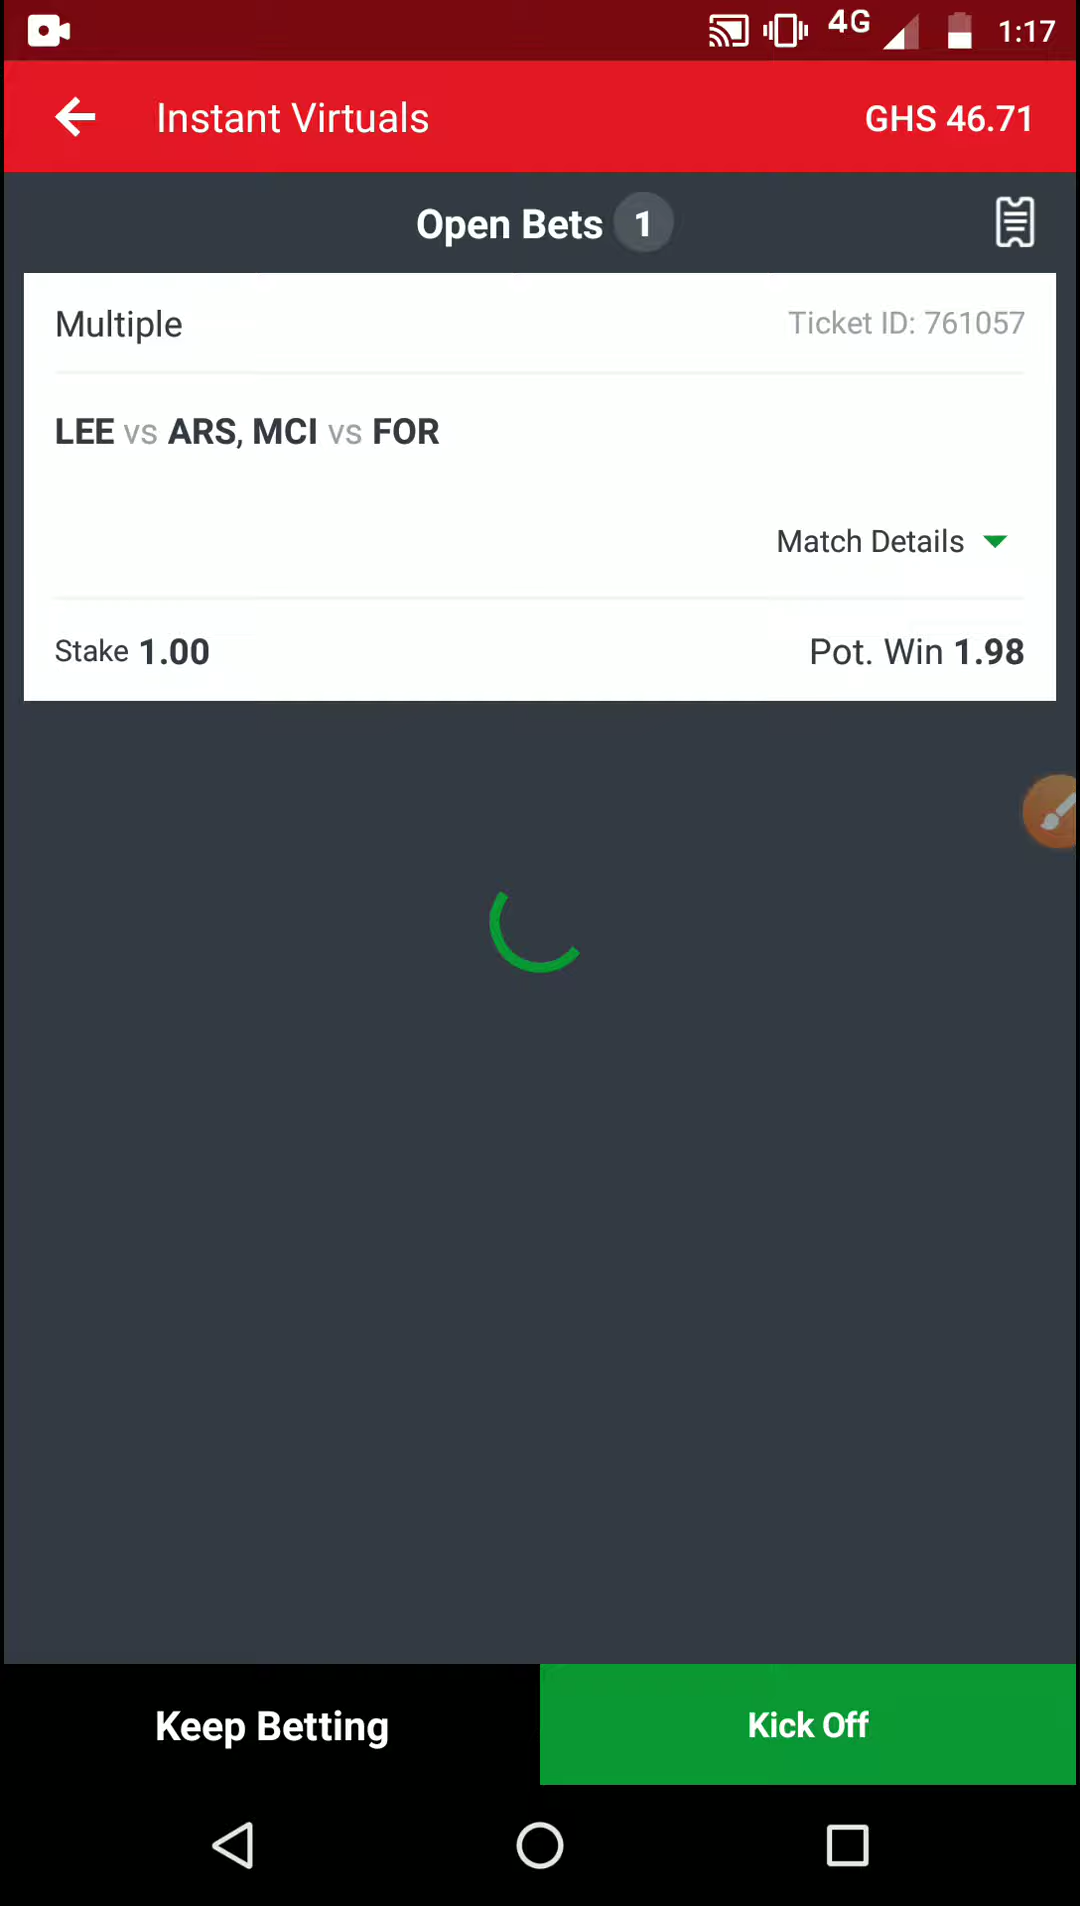 4G 1:17
Instant Virtuals GHS 46.71
Open Bets 1
Multiple Ticket ID: 761057
LEE vs ARS, MCI vs FOR
Match Details
Stake 1.00 Pot. Win 1.98
Keep Betting Kick Off